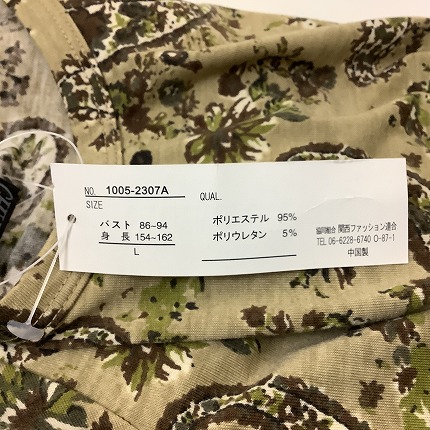 NO. 1005-2307A
SIZE
バスト 86-94
身長 154~162
L
QUAL.
ポリエステル 95%
ポリウレタン 5%
協同組合 関西ファッション連合
TEL 06-6228-6740 O-87-1
中国製